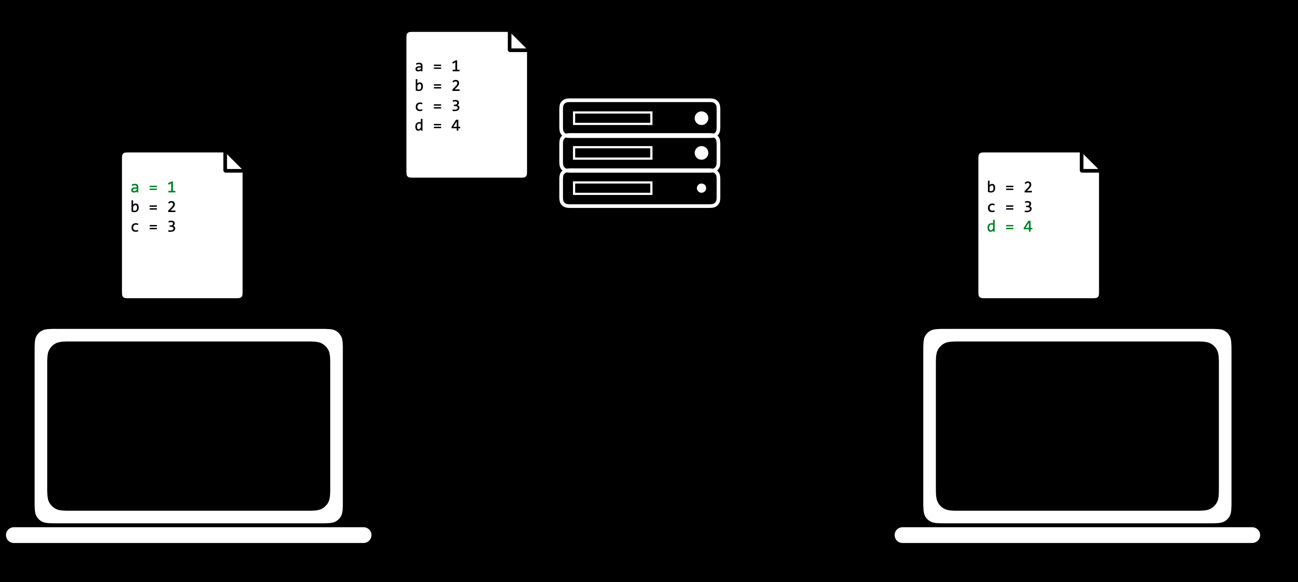 a = 1
b = 2
c = 3
d = 4
a = 1
b = 2
c = 3
b = 2
c = 3
d = 4